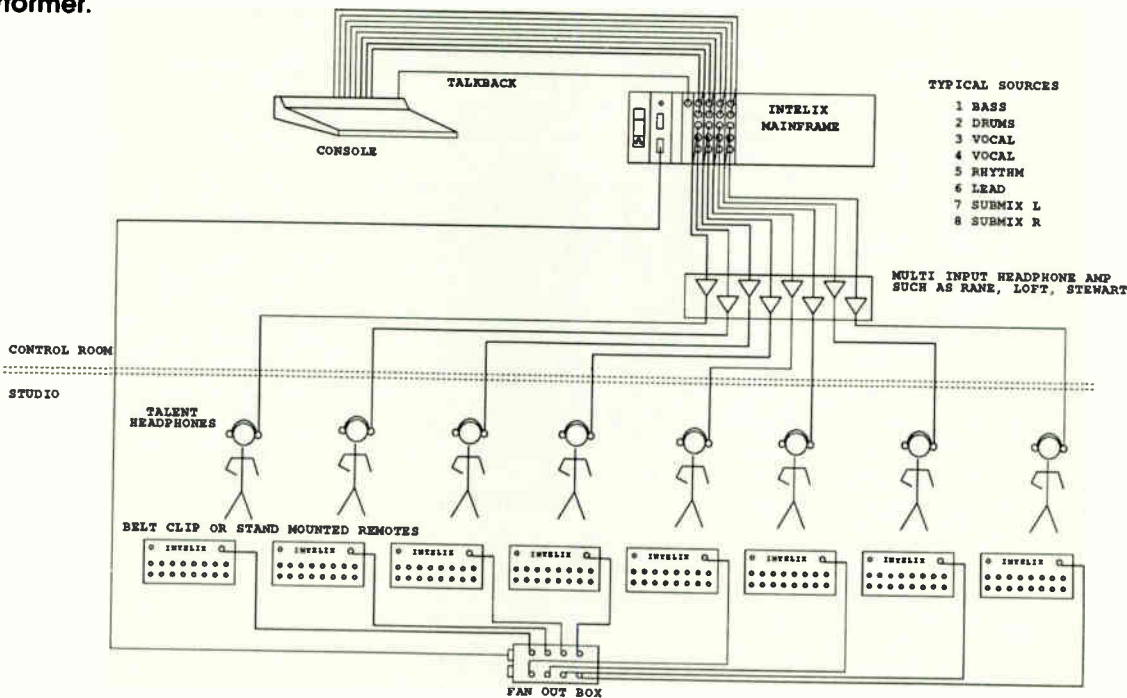 rformer.
TALKBACK
CONSOLE
INTELIX
MAINFRAME
TYPICAL SOURCES
1 BASS
2 DRUMS
3 VOCAL
4 VOCAL
5 RHYTHM
6 LEAD
7 SUBMIX L
8 SUBMIX R
MULTI INPUT HEADPHONE AMP
SUCH AS RANE, LOFT, STEWART
CONTROL ROOM
STUDIO
TALENT
HEADPHONES
BELT CLIP OR STAND MOUNTED REMOTES
INTELIX
INTELIX
INTELIX
INTELIX
INTELIX
INTELIX
INTELIX
INTELIX
FAN OUT BOX